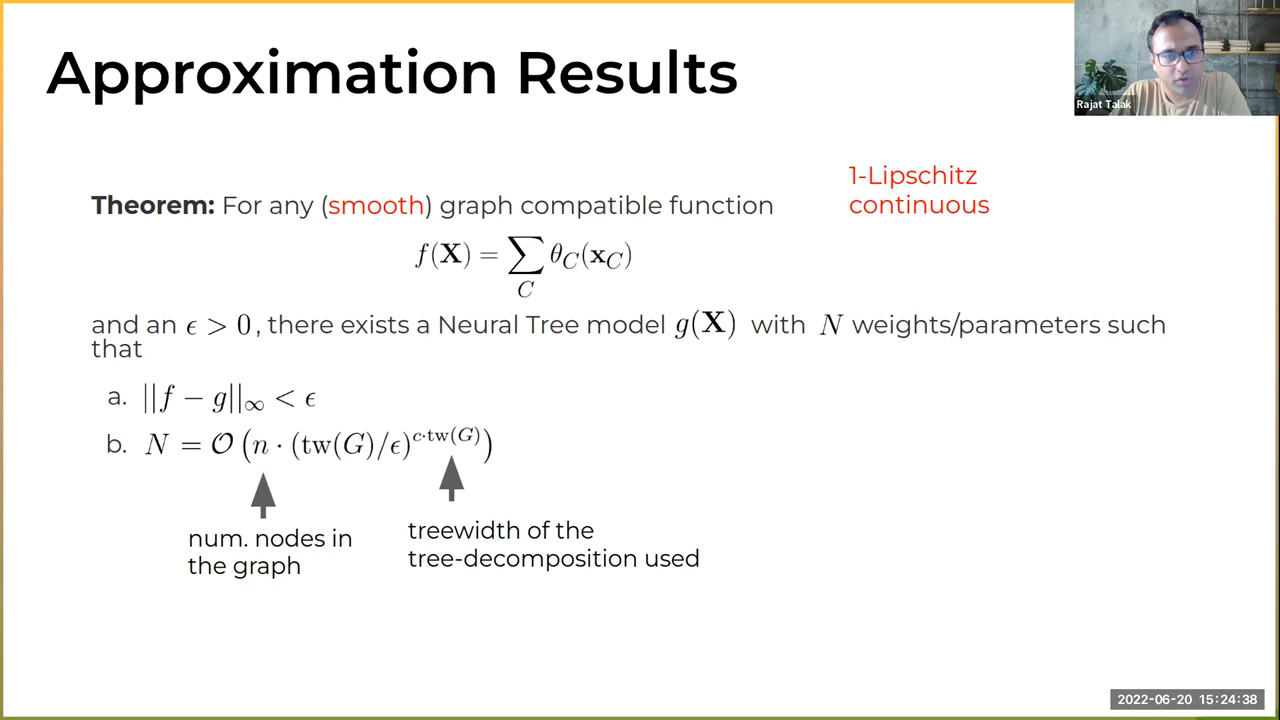 Approximation Results
Rajat Talak
1-Lipschitz
continuous
Theorem: For any (smooth) graph compatible function
f(X) = ∑_C θ_C(x_C)
and an ϵ > 0, there exists a Neural Tree model g(X) with N weights/parameters such
that
a. ||f − g||_∞ < ϵ
b. N = O(n · (tw(G)/ϵ)^{c·tw(G)})
num. nodes in
the graph
treewidth of the
tree-decomposition used
2022-06-20 15:24:38